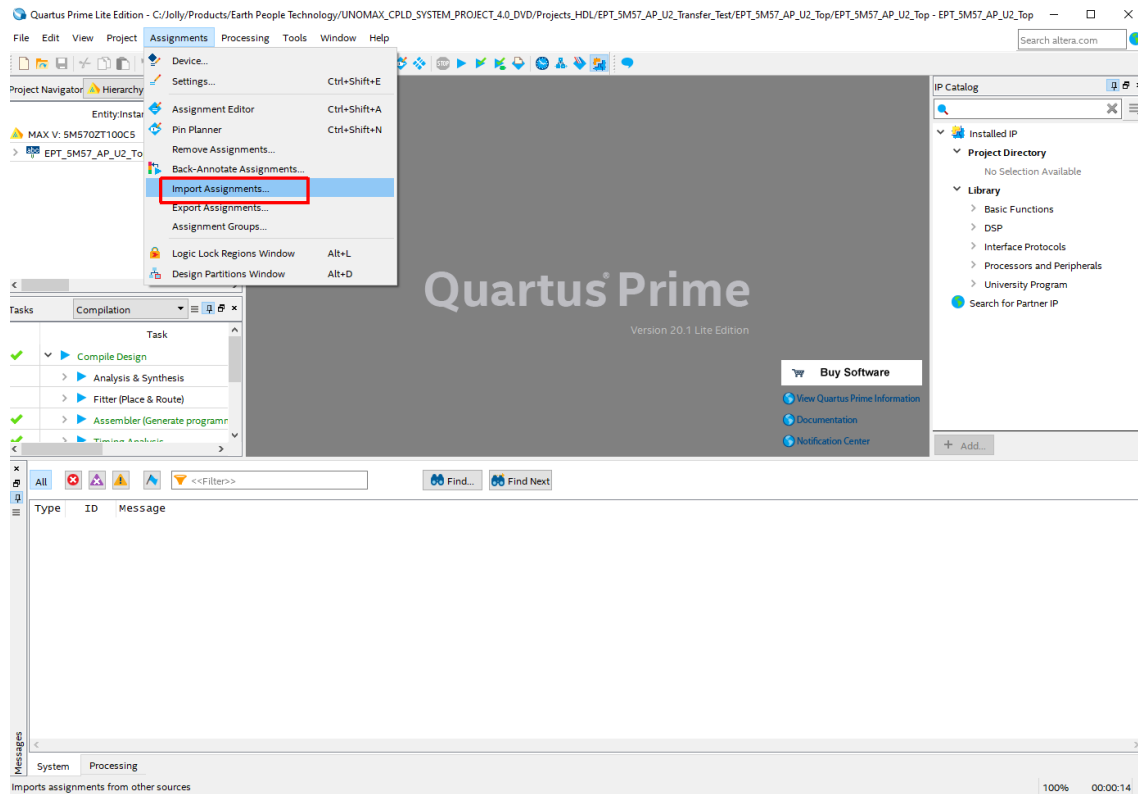 Quartus Prime Lite Edition - C:/Jolly/Products/Earth People Technology/UNOMAX_CPLD_SYSTEM_PROJECT_4.0_DVD/Projects_HDL/EPT_5M57_AP_U2_Transfer_Test/EPT_5M57_AP_U2_Top/EPT_5M57_AP_U2_Top - EPT_5M57_AP_U2_Top
File Edit View Project Assignments Processing Tools Window Help
Search altera.com
Device...
Settings... Ctrl+Shift+E
Assignment Editor Ctrl+Shift+A
Pin Planner Ctrl+Shift+N
Remove Assignments...
Back-Annotate Assignments...
Import Assignments...
Export Assignments...
Assignment Groups...
Logic Lock Regions Window Alt+L
Design Partitions Window Alt+D
Project Navigator Hierarchy
Entity:Instan
MAX V: 5M570ZT100C5
EPT_5M57_AP_U2_To
STOP
IP Catalog
Installed IP
Project Directory
No Selection Available
Library
Basic Functions
DSP
Interface Protocols
Processors and Peripherals
University Program
Search for Partner IP
+ Add...
Tasks Compilation
Task
Compile Design
Analysis & Synthesis
Fitter (Place & Route)
Assembler (Generate programm
Timing Analysis
Quartus Prime
Version 20.1 Lite Edition
Buy Software
View Quartus Prime Information
Documentation
Notification Center
All <<Filter>> Find... Find Next
Type ID Message
Messages
System Processing
Imports assignments from other sources 100% 00:00:14